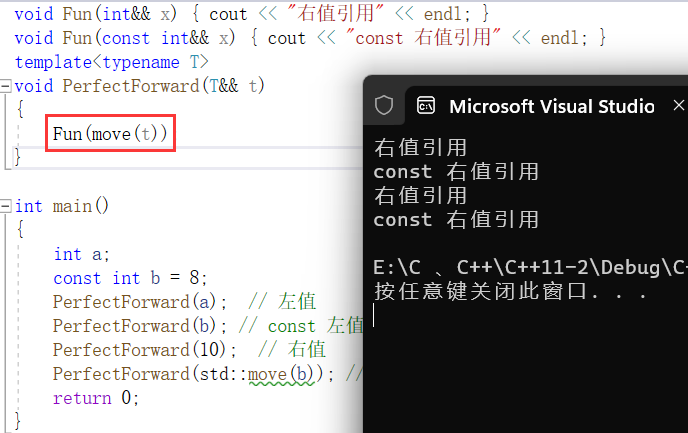 void Fun(int&& x) { cout << "右值引用" << endl; }
void Fun(const int&& x) { cout << "const 右值引用" << endl; }
template<typename T>
void PerfectForward(T&& t)
{
Fun(move(t))
}
int main()
{
int a;
const int b = 8;
PerfectForward(a);  // 左值
PerfectForward(b); // const 左值
PerfectForward(10);  // 右值
PerfectForward(std::move(b)); //
return 0;
}
Microsoft Visual Studio
右值引用
const 右值引用
右值引用
const 右值引用
E:\C 、C++\C++11-2\Debug\C
按任意键关闭此窗口. . .